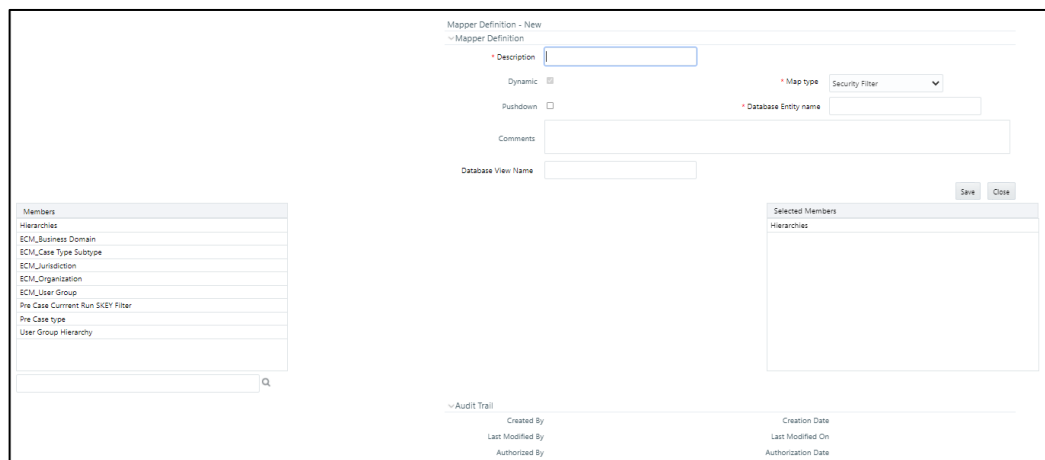 Mapper Definition - New
Mapper Definition
* Description
Dynamic
* Map type Security Filter
Pushdown
* Database Entity name
Comments
Database View Name
Save Close
Members
Hierarchies
ECM_Business Domain
ECM_Case Type Subtype
ECM_Jurisdiction
ECM_Organization
ECM_User Group
Pre Case Currrent Run SKEY Filter
Pre Case type
User Group Hierarchy
Selected Members
Hierarchies
Audit Trail
Created By Creation Date
Last Modified By Last Modified On
Authorized By Authorization Date